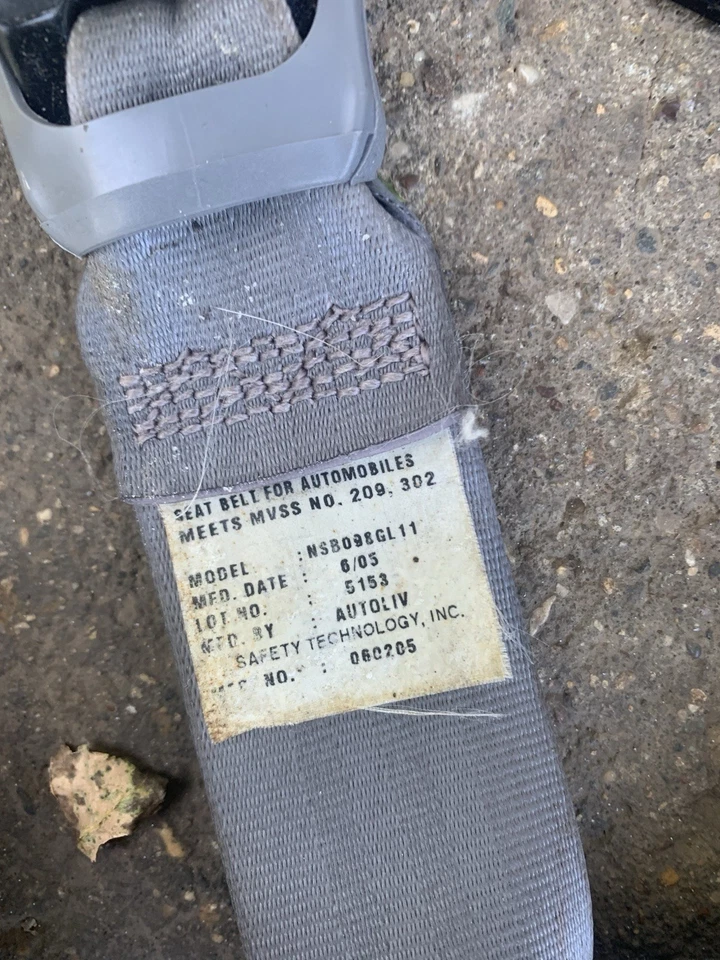 SEAT BELT FOR AUTOMOBILES
MEETS MVSS NO. 209, 302
MODEL : NSB098GL11
MFD. DATE : 6/05
LOT NO. : 5153
MFD. BY : AUTOLIV
SAFETY TECHNOLOGY, INC.
NO. : 060205